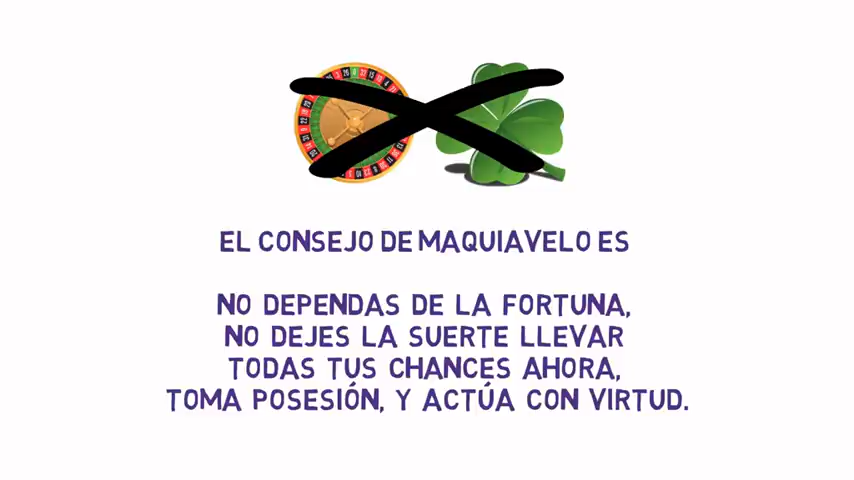 EL CONSEJO DE MAQUIAVELO ES
NO DEPENDAS DE LA FORTUNA,
NO DEJES LA SUERTE LLEVAR
TODAS TUS CHANCES AHORA,
TOMA POSESIÓN, Y ACTÚA CON VIRTUD.